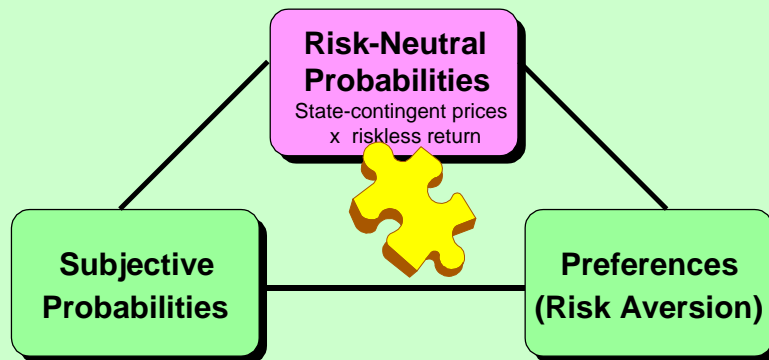 Risk-Neutral
Probabilities
State-contingent prices
x riskless return
Subjective
Probabilities
Preferences
(Risk Aversion)